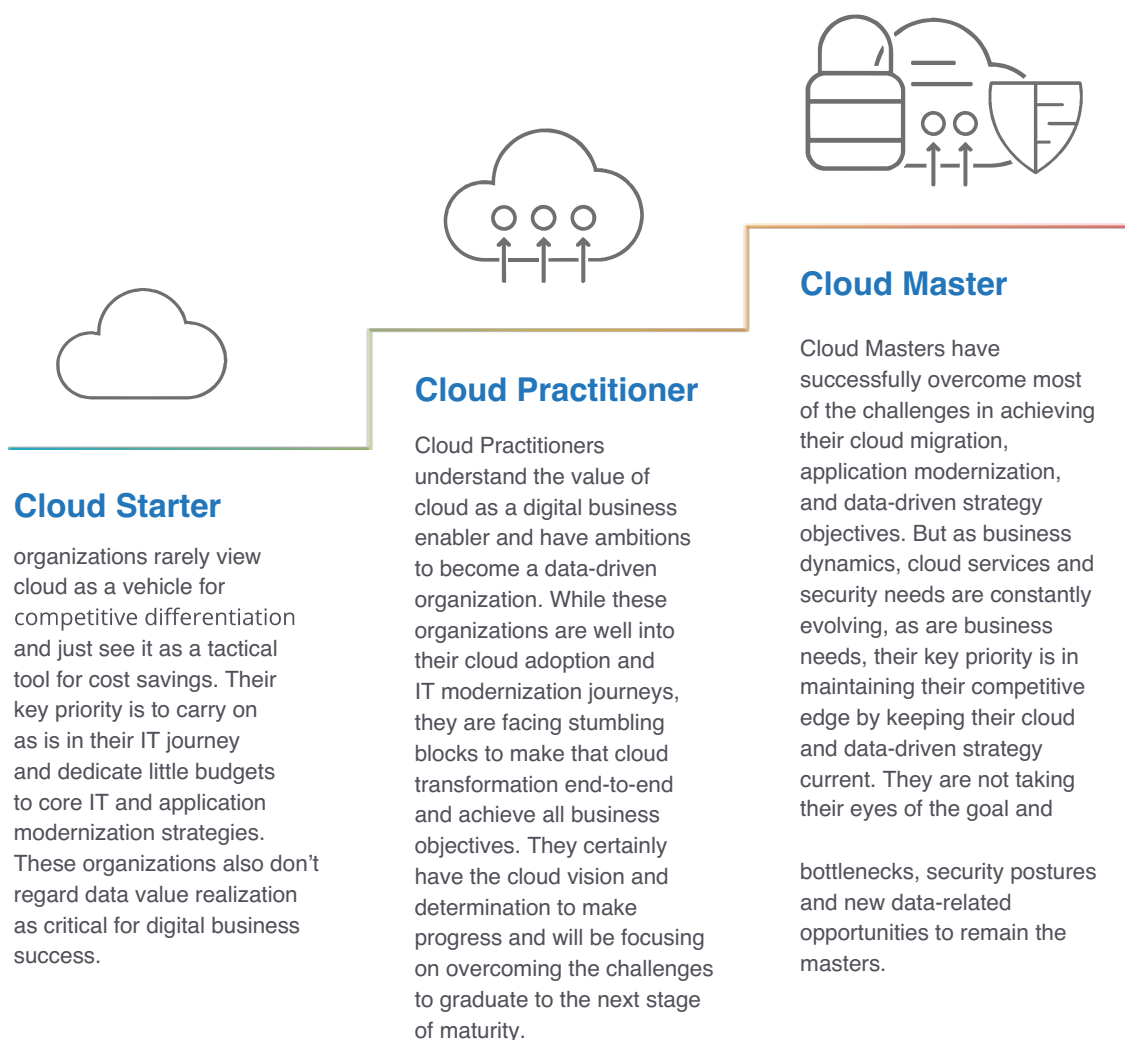 Cloud Starter
organizations rarely view
cloud as a vehicle for
competitive differentiation
and just see it as a tactical
tool for cost savings. Their
key priority is to carry on
as is in their IT journey
and dedicate little budgets
to core IT and application
modernization strategies.
These organizations also don’t
regard data value realization
as critical for digital business
success.
Cloud Practitioner
Cloud Practitioners
understand the value of
cloud as a digital business
enabler and have ambitions
to become a data-driven
organization. While these
organizations are well into
their cloud adoption and
IT modernization journeys,
they are facing stumbling
blocks to make that cloud
transformation end-to-end
and achieve all business
objectives. They certainly
have the cloud vision and
determination to make
progress and will be focusing
on overcoming the challenges
to graduate to the next stage
of maturity.
Cloud Master
Cloud Masters have
successfully overcome most
of the challenges in achieving
their cloud migration,
application modernization,
and data-driven strategy
objectives. But as business
dynamics, cloud services and
security needs are constantly
evolving, as are business
needs, their key priority is in
maintaining their competitive
edge by keeping their cloud
and data-driven strategy
current. They are not taking
their eyes of the goal and
bottlenecks, security postures
and new data-related
opportunities to remain the
masters.